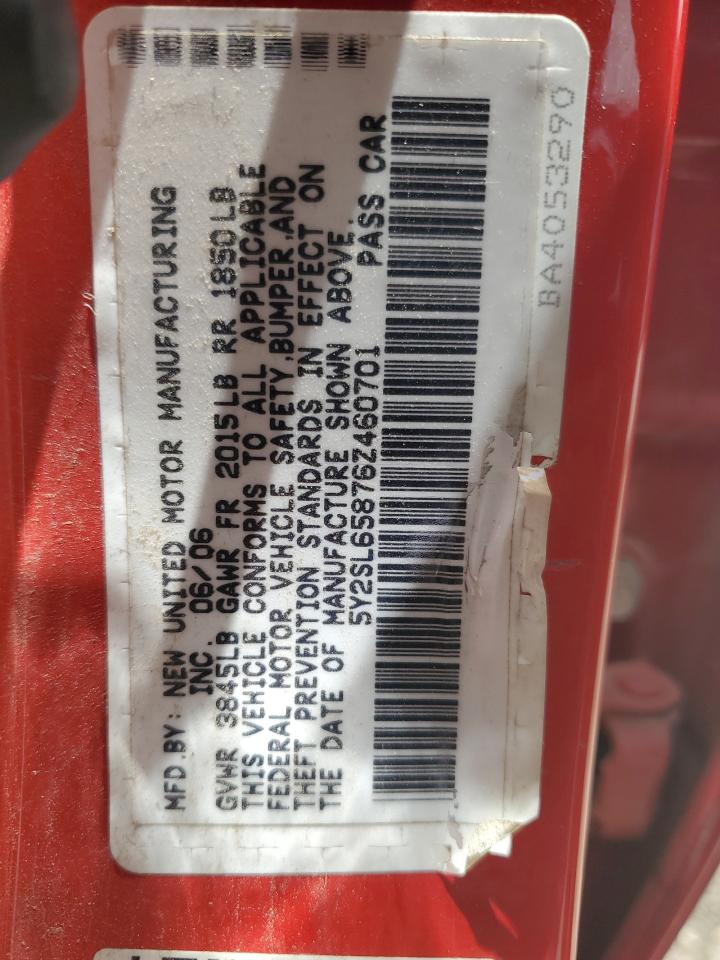 MFD BY: NEW UNITED MOTOR MANUFACTURING
INC. 06/06
GVWR 3845LB GAWR FR 2015LB RR 1850LB
THIS VEHICLE CONFORMS TO ALL APPLICABLE
FEDERAL MOTOR VEHICLE SAFETY,BUMPER,AND
THEFT PREVENTION STANDARDS IN EFFECT ON
THE DATE OF MANUFACTURE SHOWN ABOVE.
5Y2SL65876Z460701 PASS CAR
BA4053290